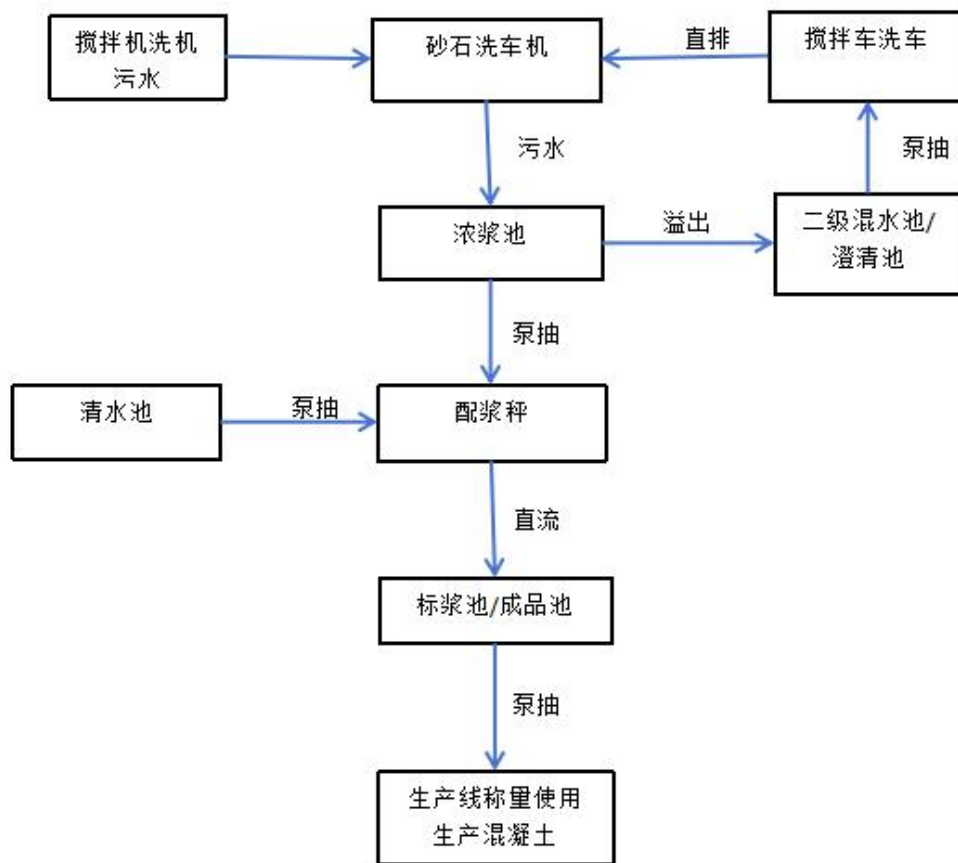 搅拌机洗机
污水
砂石洗车机
直排
搅拌车洗车
污水
泵抽
浓浆池
溢出
二级混水池/
澄清池
泵抽
清水池
泵抽
配浆秤
直流
标浆池/成品池
泵抽
生产线称量使用
生产混凝土